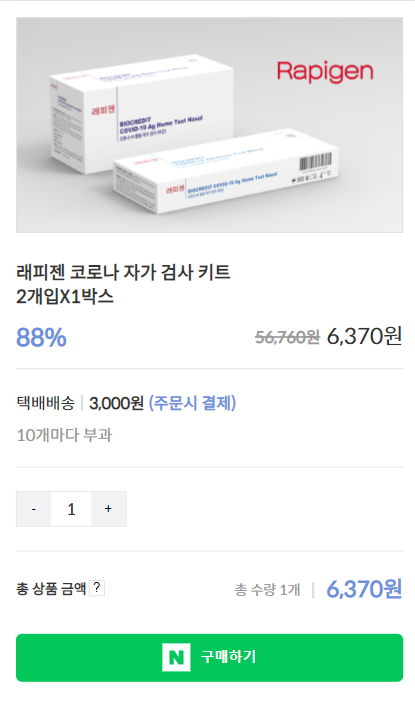 Rapigen
래피젠
BIOCREDIT
COVID-19 Ag Home Test Nasal
래피젠
BIOCREDIT COVID-19 Ag Home Test Nasal
래피젠 코로나 자가 검사 키트
2개입X1박스
88%
56,760원 6,370원
택배배송 | 3,000원 (주문시 결제)
10개마다 부과
- 1 +
총 상품 금액 ?
총 수량 1개 | 6,370원
N 구매하기